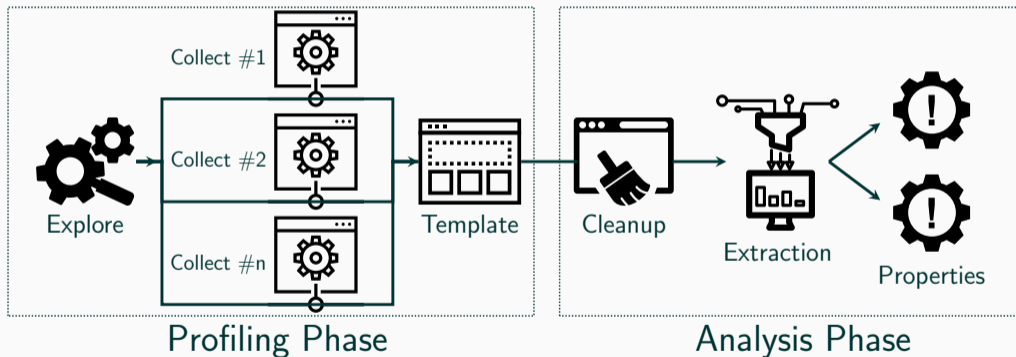 Collect #1
Collect #2
Collect #n
Explore
Template
Cleanup
Extraction
Properties
Profiling Phase
Analysis Phase